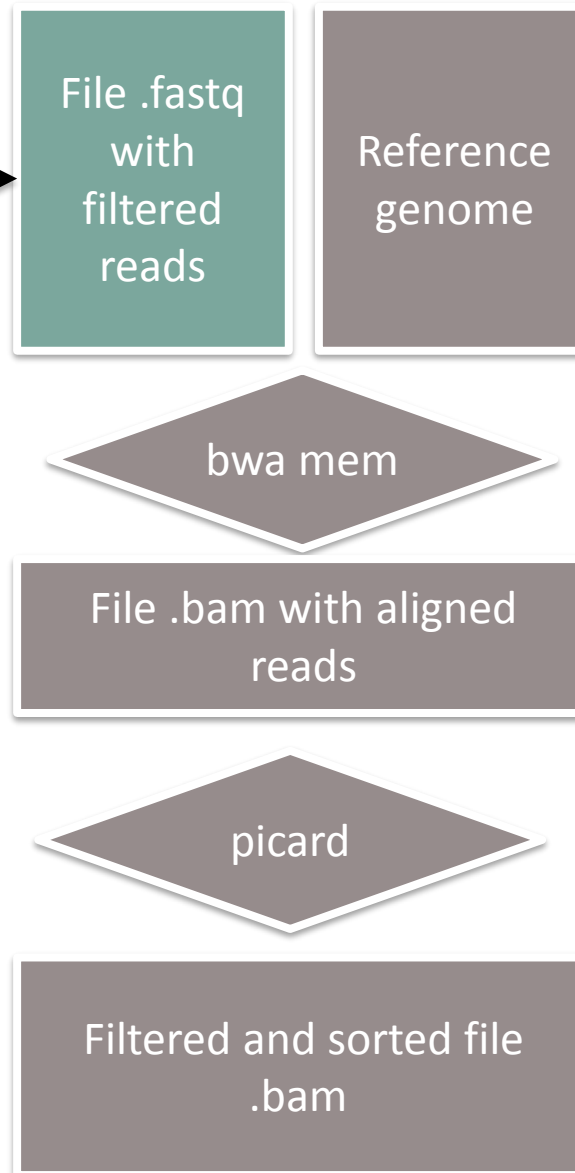 File .fastq
with
filtered
reads
Reference
genome
bwa mem
File .bam with aligned
reads
picard
Filtered and sorted file
.bam